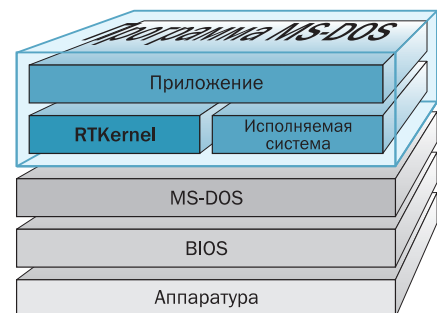 Программа MS-DOS
Приложение
RTKernel
Исполняемая
система
MS-DOS
BIOS
Аппаратура